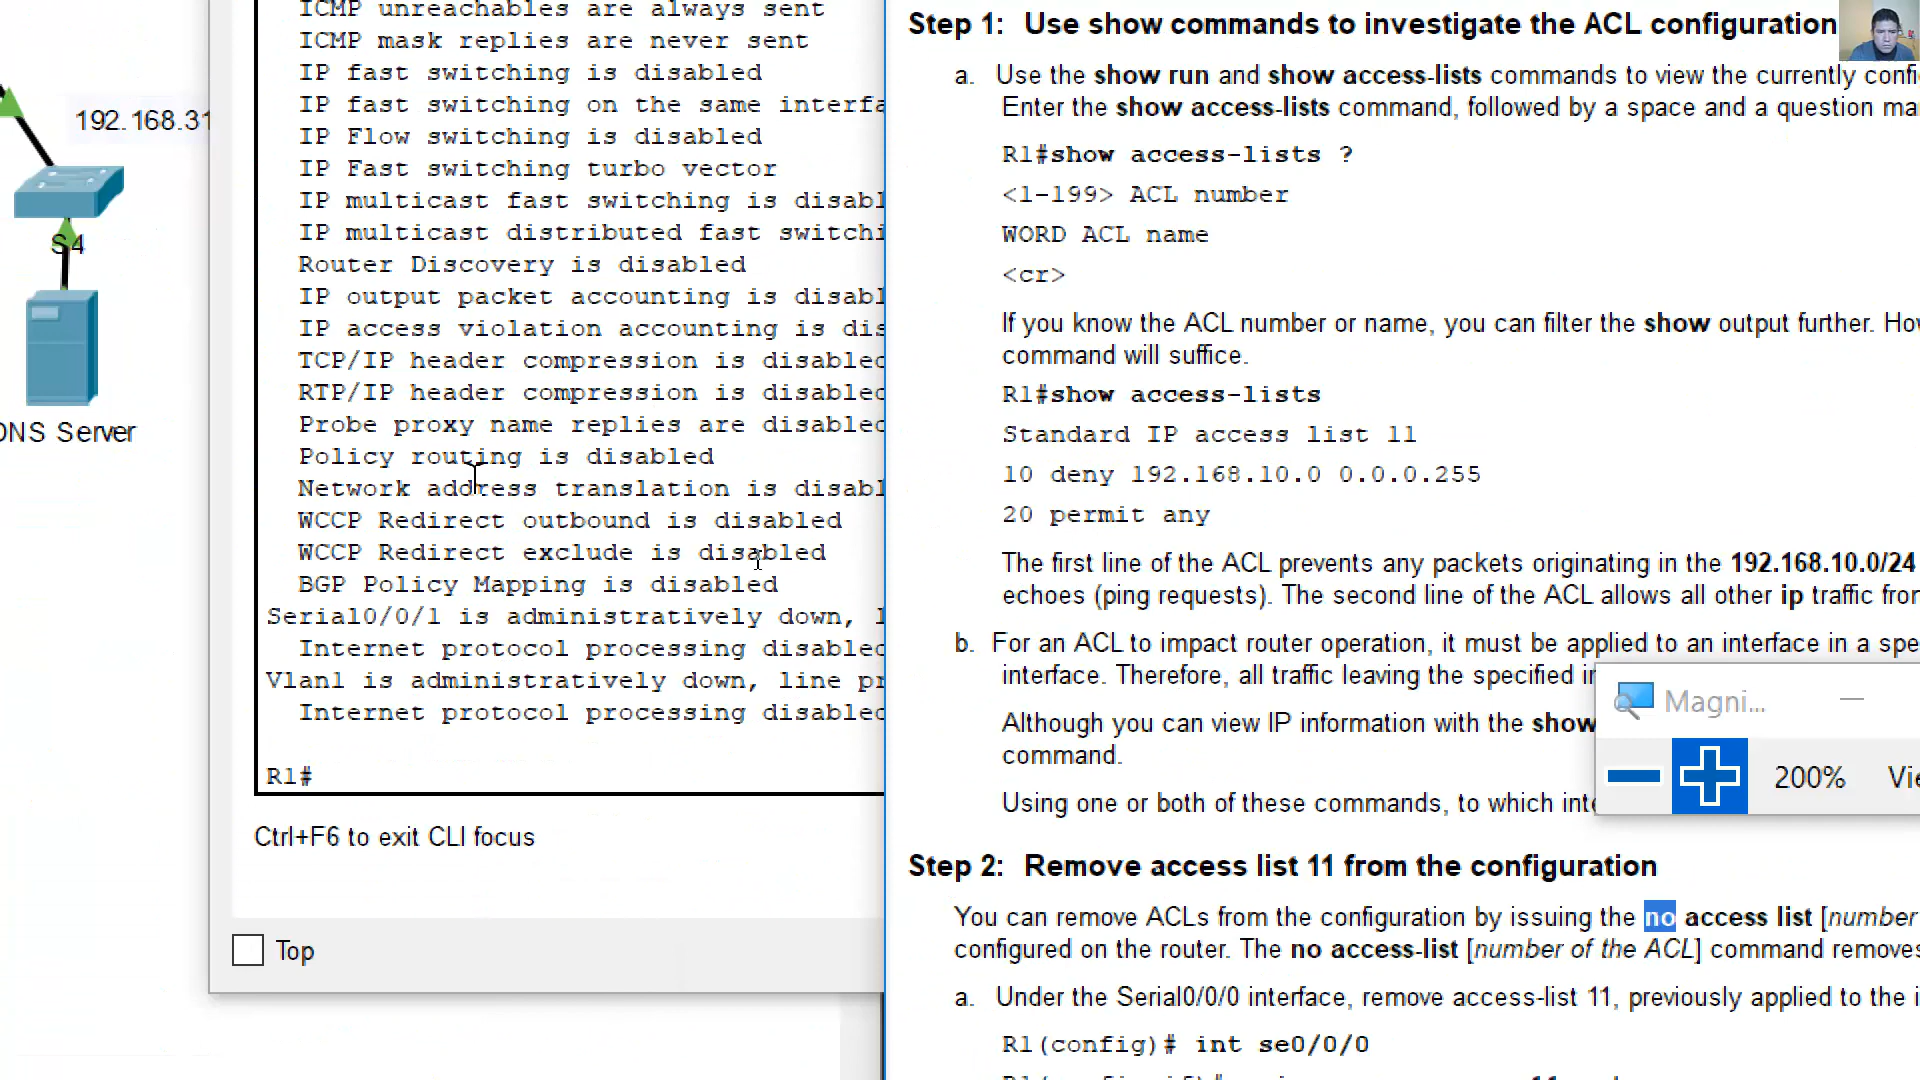 192.168.31
S4
DNS Server
ICMP unreachables are always sent
ICMP mask replies are never sent
IP fast switching is disabled
IP fast switching on the same interfa
IP Flow switching is disabled
IP Fast switching turbo vector
IP multicast fast switching is disabl
IP multicast distributed fast switchi
Router Discovery is disabled
IP output packet accounting is disabl
IP access violation accounting is dis
TCP/IP header compression is disabled
RTP/IP header compression is disabled
Probe proxy name replies are disabled
Policy routing is disabled
Network address translation is disabl
WCCP Redirect outbound is disabled
WCCP Redirect exclude is disabled
BGP Policy Mapping is disabled
Serial0/0/1 is administratively down, l
Internet protocol processing disabled
Vlan1 is administratively down, line pr
Internet protocol processing disabled
R1#
Ctrl+F6 to exit CLI focus
Top
Step 1: Use show commands to investigate the ACL configuration
a. Use the show run and show access-lists commands to view the currently confi
Enter the show access-lists command, followed by a space and a question ma
R1#show access-lists ?
<1-199> ACL number
WORD ACL name
<cr>
If you know the ACL number or name, you can filter the show output further. How
command will suffice.
R1#show access-lists
Standard IP access list 11
10 deny 192.168.10.0 0.0.0.255
20 permit any
The first line of the ACL prevents any packets originating in the 192.168.10.0/24
echoes (ping requests). The second line of the ACL allows all other ip traffic from
b. For an ACL to impact router operation, it must be applied to an interface in a spe
interface. Therefore, all traffic leaving the specified in
Although you can view IP information with the show
command.
Using one or both of these commands, to which inte
Magni...
200%
Vie
Step 2: Remove access list 11 from the configuration
You can remove ACLs from the configuration by issuing the no access list [number
configured on the router. The no access-list [number of the ACL] command removes
a. Under the Serial0/0/0 interface, remove access-list 11, previously applied to the i
R1(config)# int se0/0/0